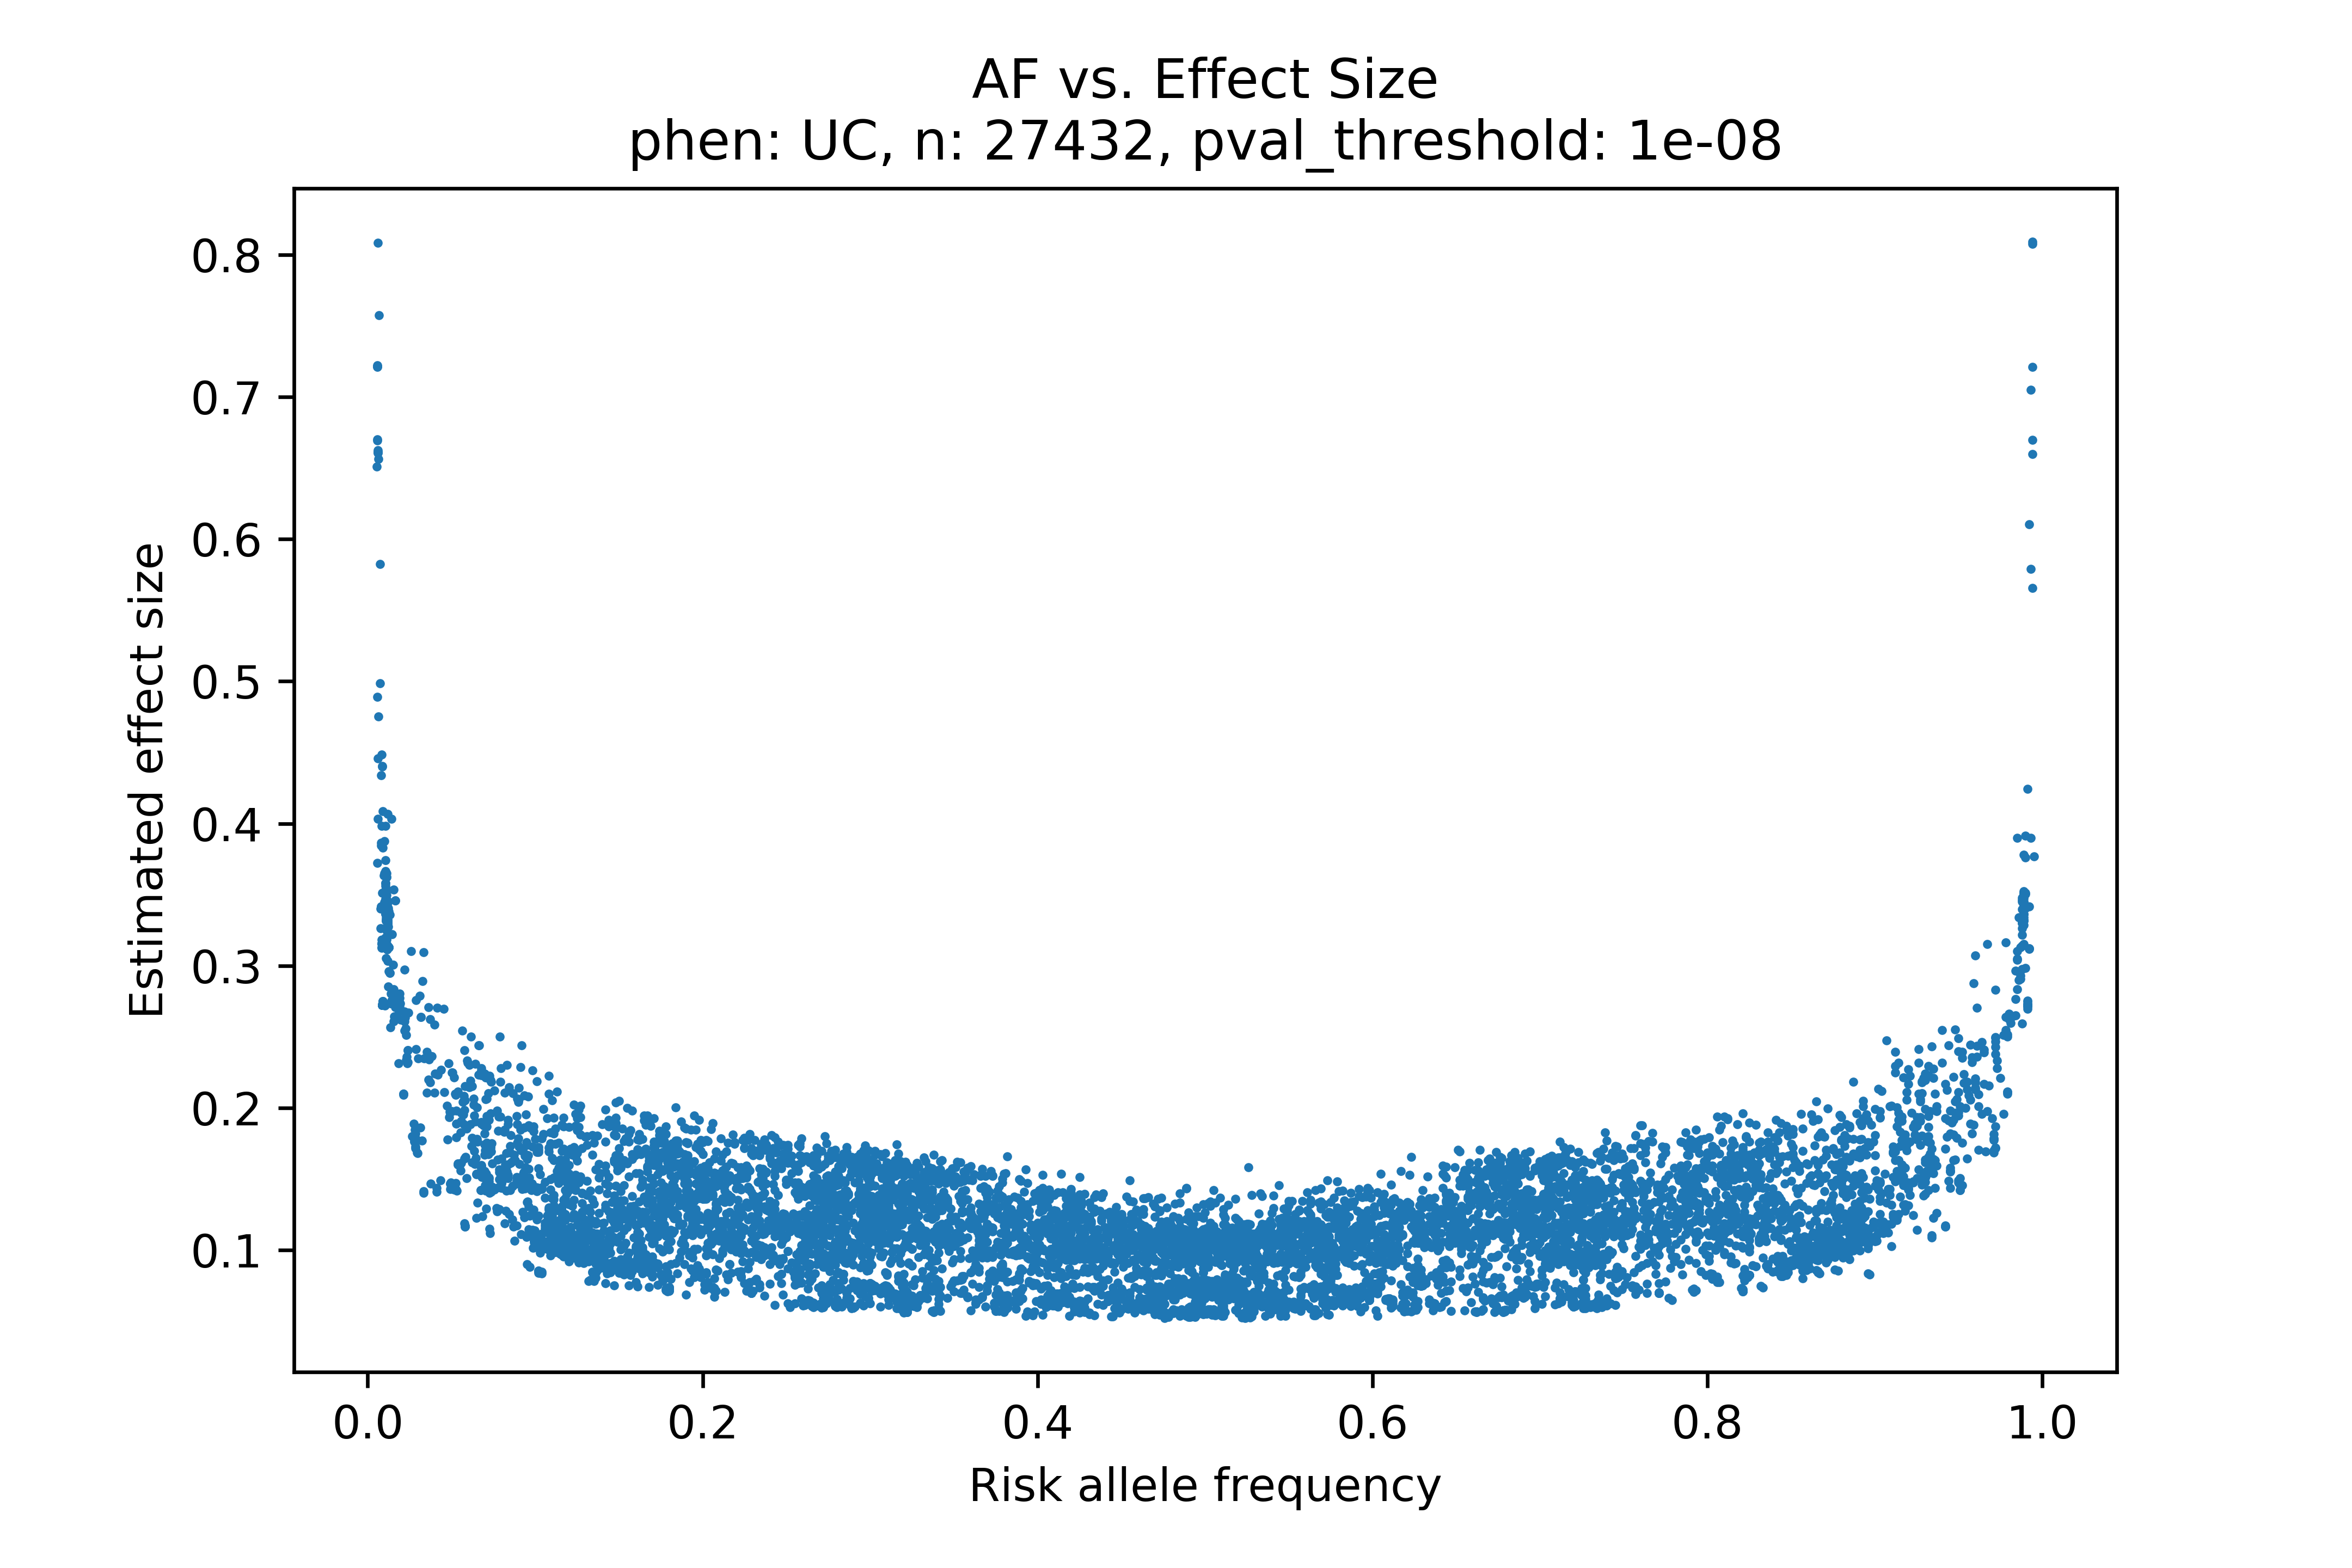 AF vs. Effect Size
phen: UC, n: 27432, pval_threshold: 1e-08
Estimated effect size
0.8
0.7
0.6
0.5
0.4
0.3
0.2
0.1
0.0 0.2 0.4 0.6 0.8 1.0
Risk allele frequency